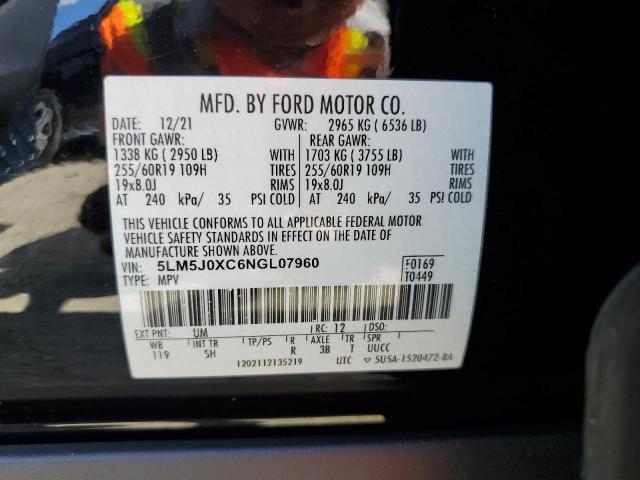 MFD. BY FORD MOTOR CO.
DATE: 12/21 GVWR: 2965 KG ( 6536 LB)
FRONT GAWR: REAR GAWR:
1338 KG ( 2950 LB) WITH 1703 KG ( 3755 LB) WITH
255/60R19 109H TIRES 255/60R19 109H TIRES
19x8.0J RIMS 19x8.0J RIMS
AT 240 kPa/ 35 PSI COLD AT 240 kPa/ 35 PSI COLD
THIS VEHICLE CONFORMS TO ALL APPLICABLE FEDERAL MOTOR
VEHICLE SAFETY STANDARDS IN EFFECT ON THE DATE OF
MANUFACTURE SHOWN ABOVE.
VIN: 5LM5J0XC6NGL07960 F0169
TYPE: MPV T0449
EXT PNT: UM RC: 12 DSO:
WB INT TR TP/PS R AXLE TR SPR
119 SH R 3B T UUCC
1202112135219 UTC ▽ 5U5A-1520472-BA